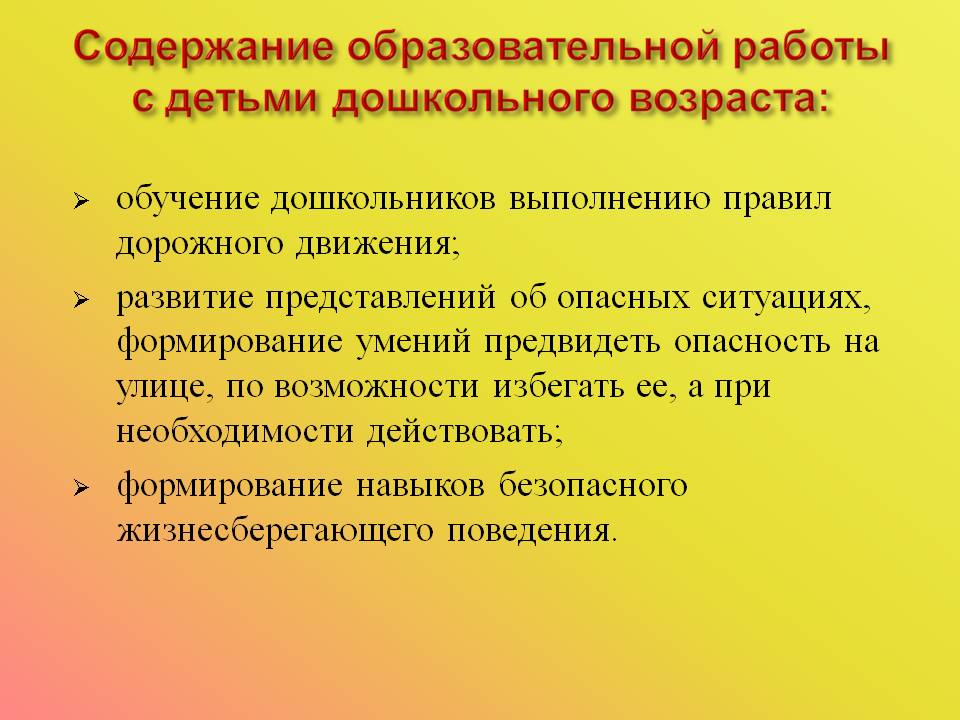 Содержание образовательной работы
с детьми дошкольного возраста:
обучение дошкольников выполнению правил
дорожного движения;
развитие представлений об опасных ситуациях,
формирование умений предвидеть опасность на
улице, по возможности избегать ее, а при
необходимости действовать;
формирование навыков безопасного
жизнесберегающего поведения.